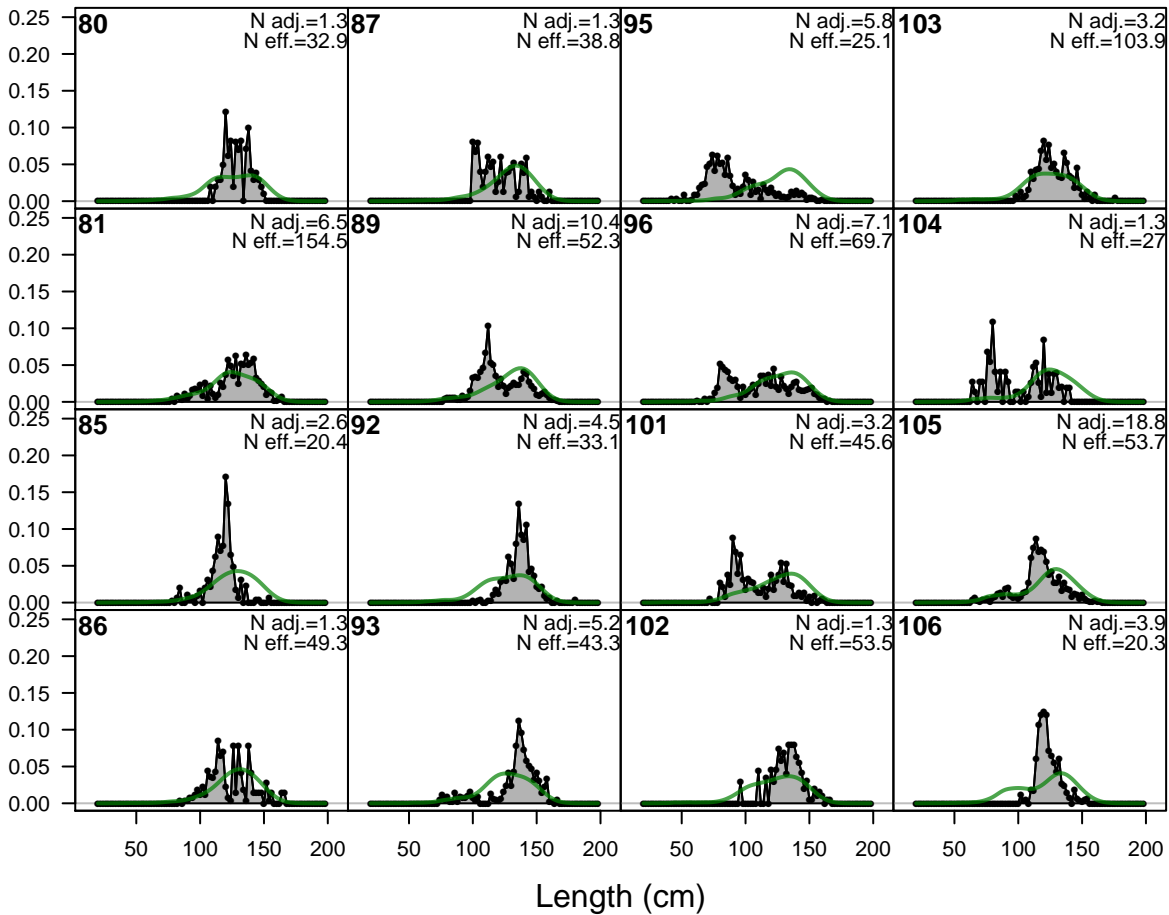 0.25
0.20
0.15
0.10
0.05
0.00
80
N adj.=1.3
N eff.=32.9
87
N adj.=1.3
N eff.=38.8
95
N adj.=5.8
N eff.=25.1
103
N adj.=3.2
N eff.=103.9
0.25
0.20
0.15
0.10
0.05
0.00
81
N adj.=6.5
N eff.=154.5
89
N adj.=10.4
N eff.=52.3
96
N adj.=7.1
N eff.=69.7
104
N adj.=1.3
N eff.=27
0.25
0.20
0.15
0.10
0.05
0.00
85
N adj.=2.6
N eff.=20.4
92
N adj.=4.5
N eff.=33.1
101
N adj.=3.2
N eff.=45.6
105
N adj.=18.8
N eff.=53.7
0.25
0.20
0.15
0.10
0.05
0.00
86
N adj.=1.3
N eff.=49.3
93
N adj.=5.2
N eff.=43.3
102
N adj.=1.3
N eff.=53.5
106
N adj.=3.9
N eff.=20.3
50 100 150 200 50 100 150 200 50 100 150 200 50 100 150 200
Length (cm)